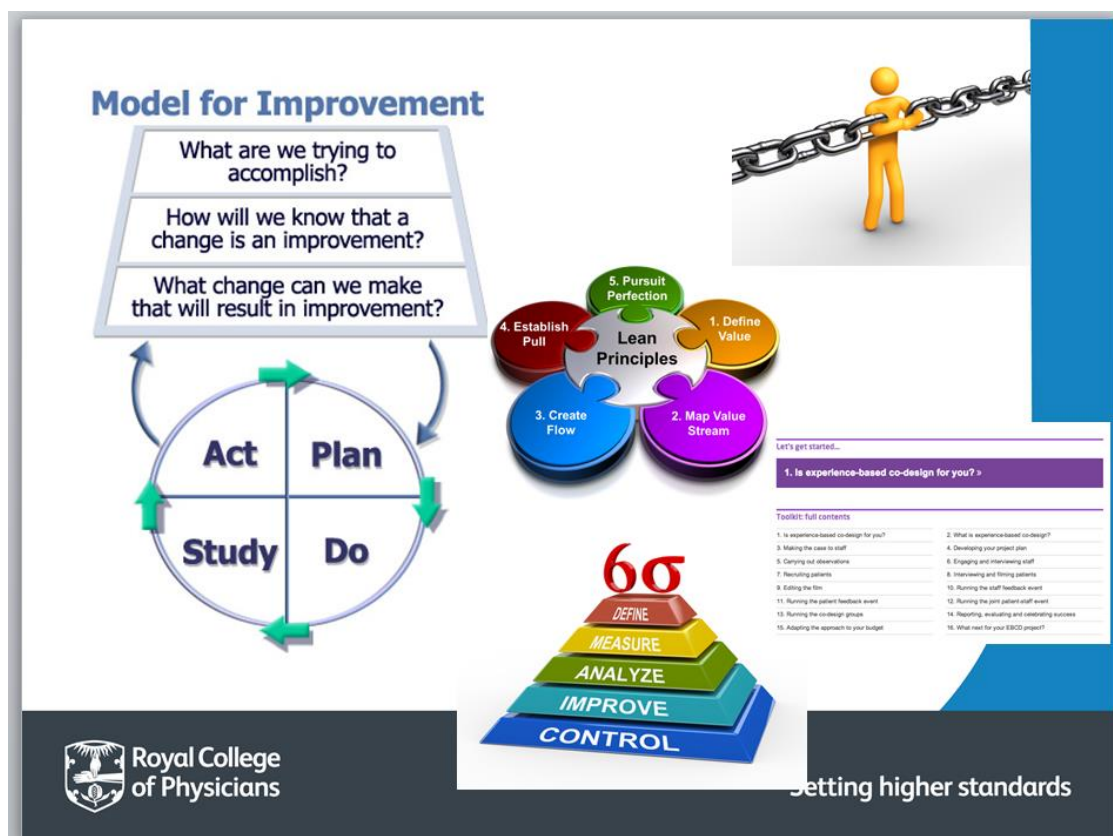 Model for Improvement
What are we trying to
accomplish?
How will we know that a
change is an improvement?
What change can we make
that will result in improvement?
Act
Plan
Study
Do
5. Pursuit
Perfection
4. Establish
Pull
1. Define
Value
Lean
Principles
3. Create
Flow
2. Map Value
Stream
Let's get started...
1. Is experience-based co-design for you? »
Toolkit: full contents
1. Is experience-based co-design for you?
2. What is experience-based co-design?
3. Making the case to staff
4. Developing your project plan
5. Carrying out observations
6. Engaging and interviewing staff
7. Recruiting patients
8. Interviewing and filming patients
9. Editing the film
10. Running the staff feedback event
11. Running the patient feedback event
12. Running the joint patient-staff event
13. Running the co-design groups
14. Reporting, evaluating and celebrating success
15. Adapting the approach to your budget
16. What next for your EBCD project?
6σ
DEFINE
MEASURE
ANALYZE
IMPROVE
CONTROL
Royal College
of Physicians
Setting higher standards